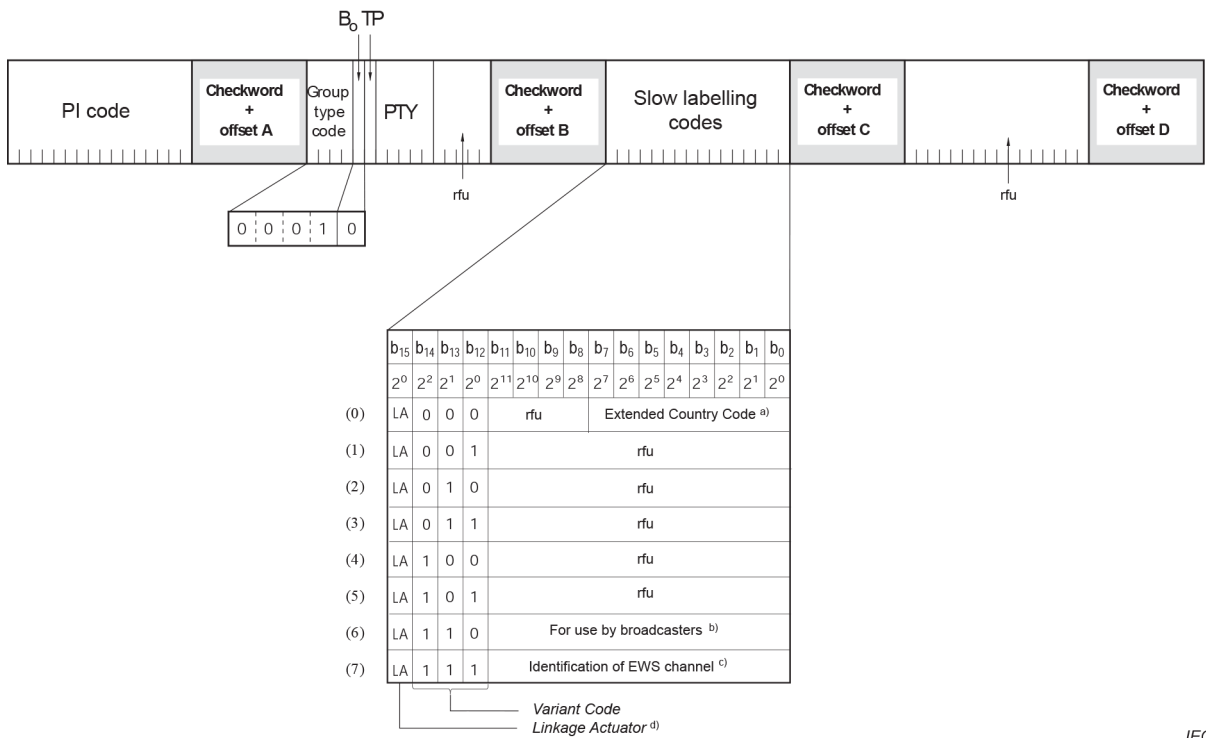 B₀ TP
PI code
Checkword + offset A
Group type code
PTY
Checkword + offset B
Slow labelling codes
Checkword + offset C
Checkword + offset D
rfu
rfu
0 0 0 1 0
b₁₅ b₁₄ b₁₃ b₁₂ b₁₁ b₁₀ b₉ b₈ b₇ b₆ b₅ b₄ b₃ b₂ b₁ b₀
2⁰ 2² 2¹ 2⁰ 2¹¹ 2¹⁰ 2⁹ 2⁸ 2⁷ 2⁶ 2⁵ 2⁴ 2³ 2² 2¹ 2⁰
(0) LA 0 0 0 rfu Extended Country Code a)
(1) LA 0 0 1 rfu
(2) LA 0 1 0 rfu
(3) LA 0 1 1 rfu
(4) LA 1 0 0 rfu
(5) LA 1 0 1 rfu
(6) LA 1 1 0 For use by broadcasters b)
(7) LA 1 1 1 Identification of EWS channel c)
Variant Code
Linkage Actuator d)